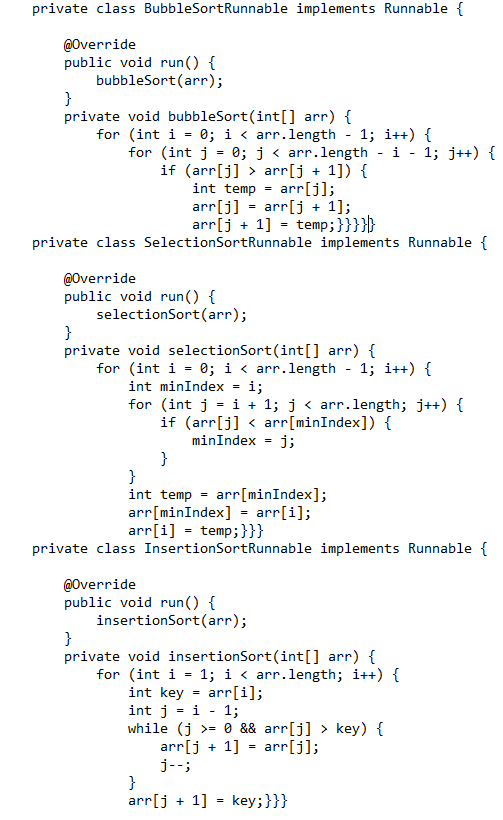 private class BubbleSortRunnable implements Runnable {
@Override
public void run() {
bubbleSort(arr);
}
private void bubbleSort(int[] arr) {
for (int i = 0; i < arr.length - 1; i++) {
for (int j = 0; j < arr.length - i - 1; j++) {
if (arr[j] > arr[j + 1]) {
int temp = arr[j];
arr[j] = arr[j + 1];
arr[j + 1] = temp;}}}}}
private class SelectionSortRunnable implements Runnable {
@Override
public void run() {
selectionSort(arr);
}
private void selectionSort(int[] arr) {
for (int i = 0; i < arr.length - 1; i++) {
int minIndex = i;
for (int j = i + 1; j < arr.length; j++) {
if (arr[j] < arr[minIndex]) {
minIndex = j;
}
}
int temp = arr[minIndex];
arr[minIndex] = arr[i];
arr[i] = temp;}}}
private class InsertionSortRunnable implements Runnable {
@Override
public void run() {
insertionSort(arr);
}
private void insertionSort(int[] arr) {
for (int i = 1; i < arr.length; i++) {
int key = arr[i];
int j = i - 1;
while (j >= 0 && arr[j] > key) {
arr[j + 1] = arr[j];
j--;
}
arr[j + 1] = key;}}}